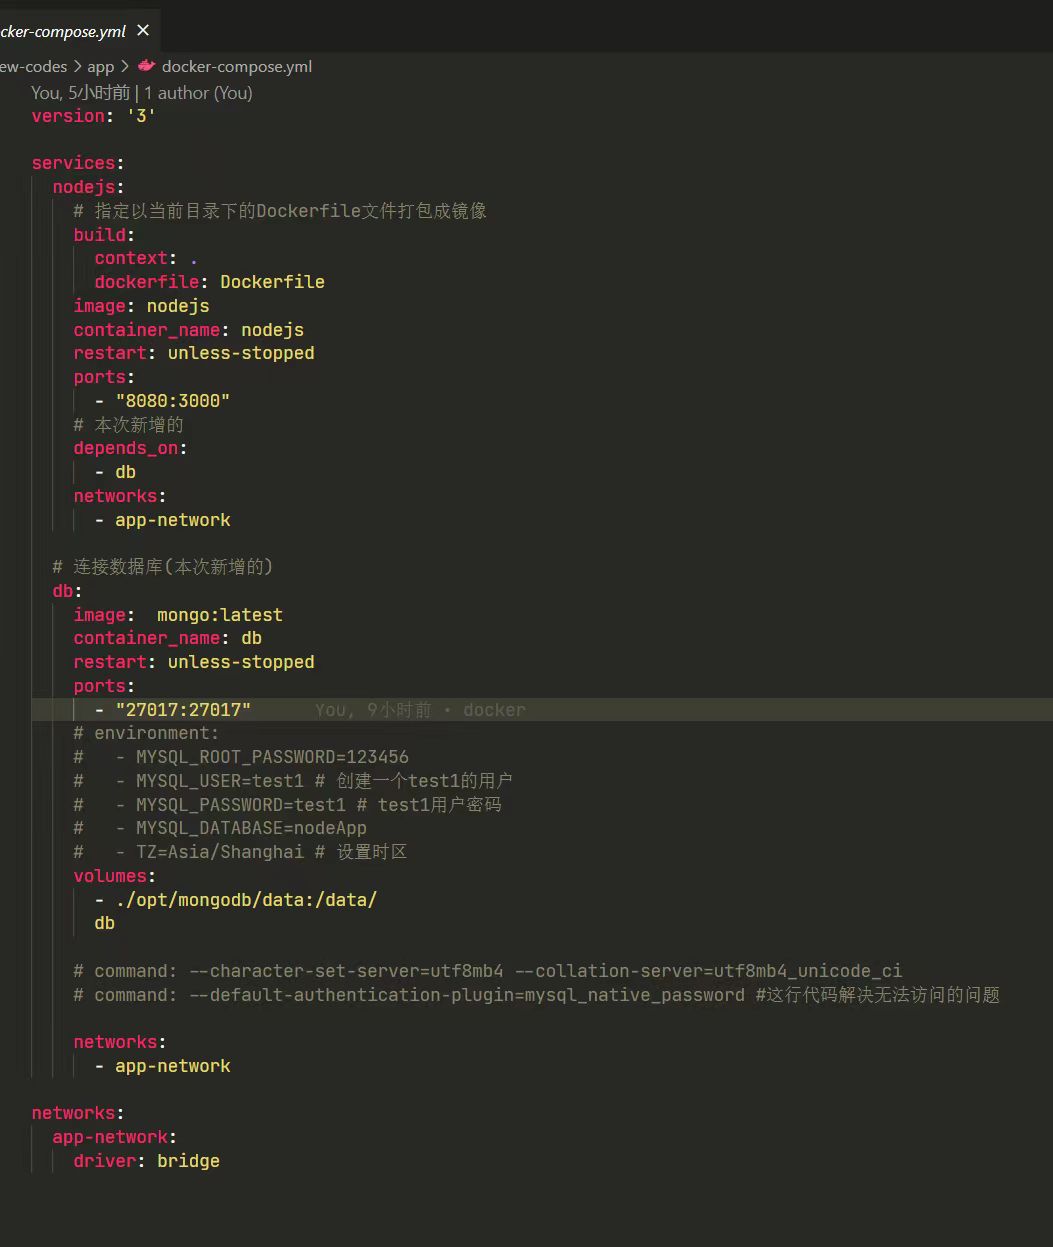 cker-compose.yml ×
ew-codes > app > docker-compose.yml
You, 5小时前 | 1 author (You)
version: '3'
services:
nodejs:
# 指定以当前目录下的Dockerfile文件打包成镜像
build:
context: .
dockerfile: Dockerfile
image: nodejs
container_name: nodejs
restart: unless-stopped
ports:
- "8080:3000"
# 本次新增的
depends_on:
- db
networks:
- app-network
# 连接数据库(本次新增的)
db:
image:  mongo:latest
container_name: db
restart: unless-stopped
ports:
- "27017:27017" You, 9小时前 • docker
# environment:
#   - MYSQL_ROOT_PASSWORD=123456
#   - MYSQL_USER=test1 # 创建一个test1的用户
#   - MYSQL_PASSWORD=test1 # test1用户密码
#   - MYSQL_DATABASE=nodeApp
#   - TZ=Asia/Shanghai # 设置时区
volumes:
- ./opt/mongodb/data:/data/
db
# command: --character-set-server=utf8mb4 --collation-server=utf8mb4_unicode_ci
# command: --default-authentication-plugin=mysql_native_password #这行代码解决无法访问的问题
networks:
- app-network
networks:
app-network:
driver: bridge